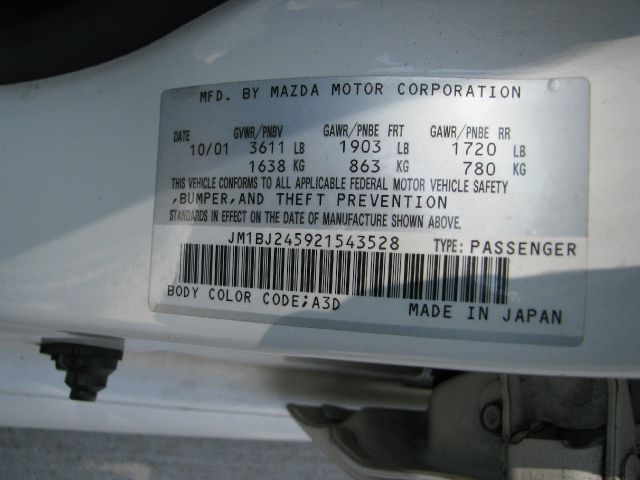 MFD. BY MAZDA MOTOR CORPORATION
DATE GVWR/PNBV GAWR/PNBE FRT GAWR/PNBE RR
10/01 3611 LB 1903 LB 1720 LB
1638 KG 863 KG 780 KG
THIS VEHICLE CONFORMS TO ALL APPLICABLE FEDERAL MOTOR VEHICLE SAFETY
,BUMPER,AND THEFT PREVENTION
STANDARDS IN EFFECT ON THE DATE OF MANUFACTURE SHOWN ABOVE.
JM1BJ245921543528 TYPE: PASSENGER
BODY COLOR CODE;A3D MADE IN JAPAN